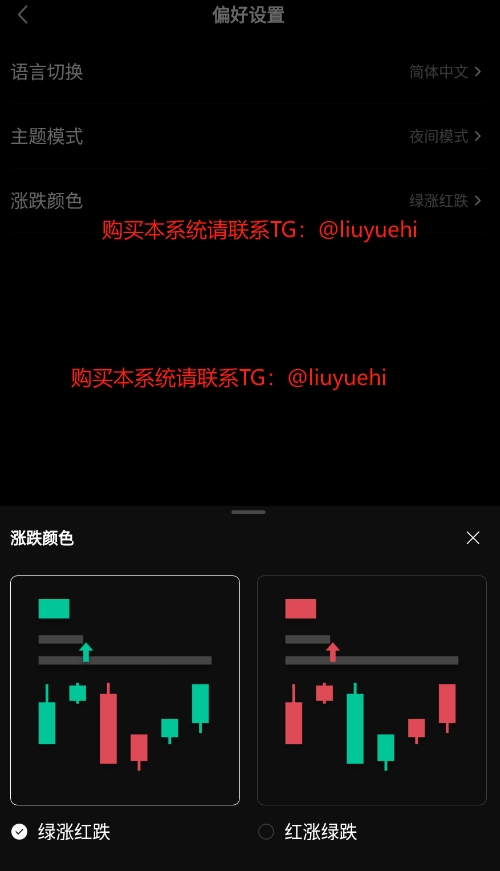 偏好设置
语言切换 简体中文
主题模式 夜间模式
涨跌颜色 绿涨红跌
购买本系统请联系TG：@liuyuehi
购买本系统请联系TG：@liuyuehi
涨跌颜色
绿涨红跌 红涨绿跌